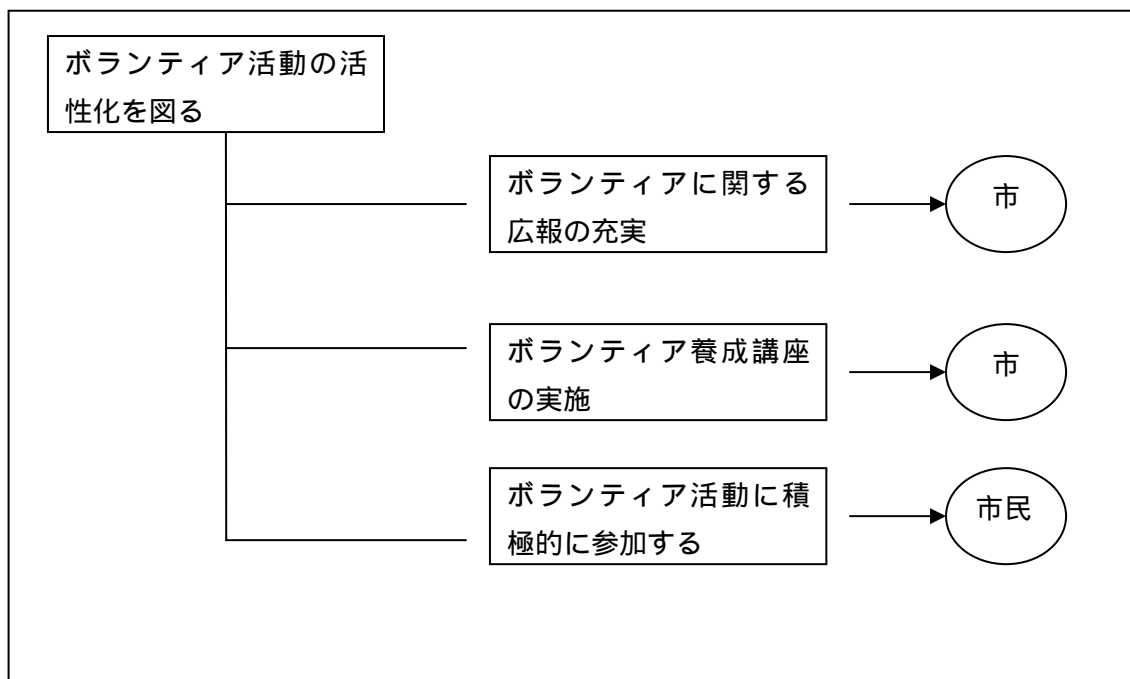 ボランティア活動の活
性化を図る
ボランティアに関する
広報の充実
市
ボランティア養成講座
の実施
市
ボランティア活動に積
極的に参加する
市民